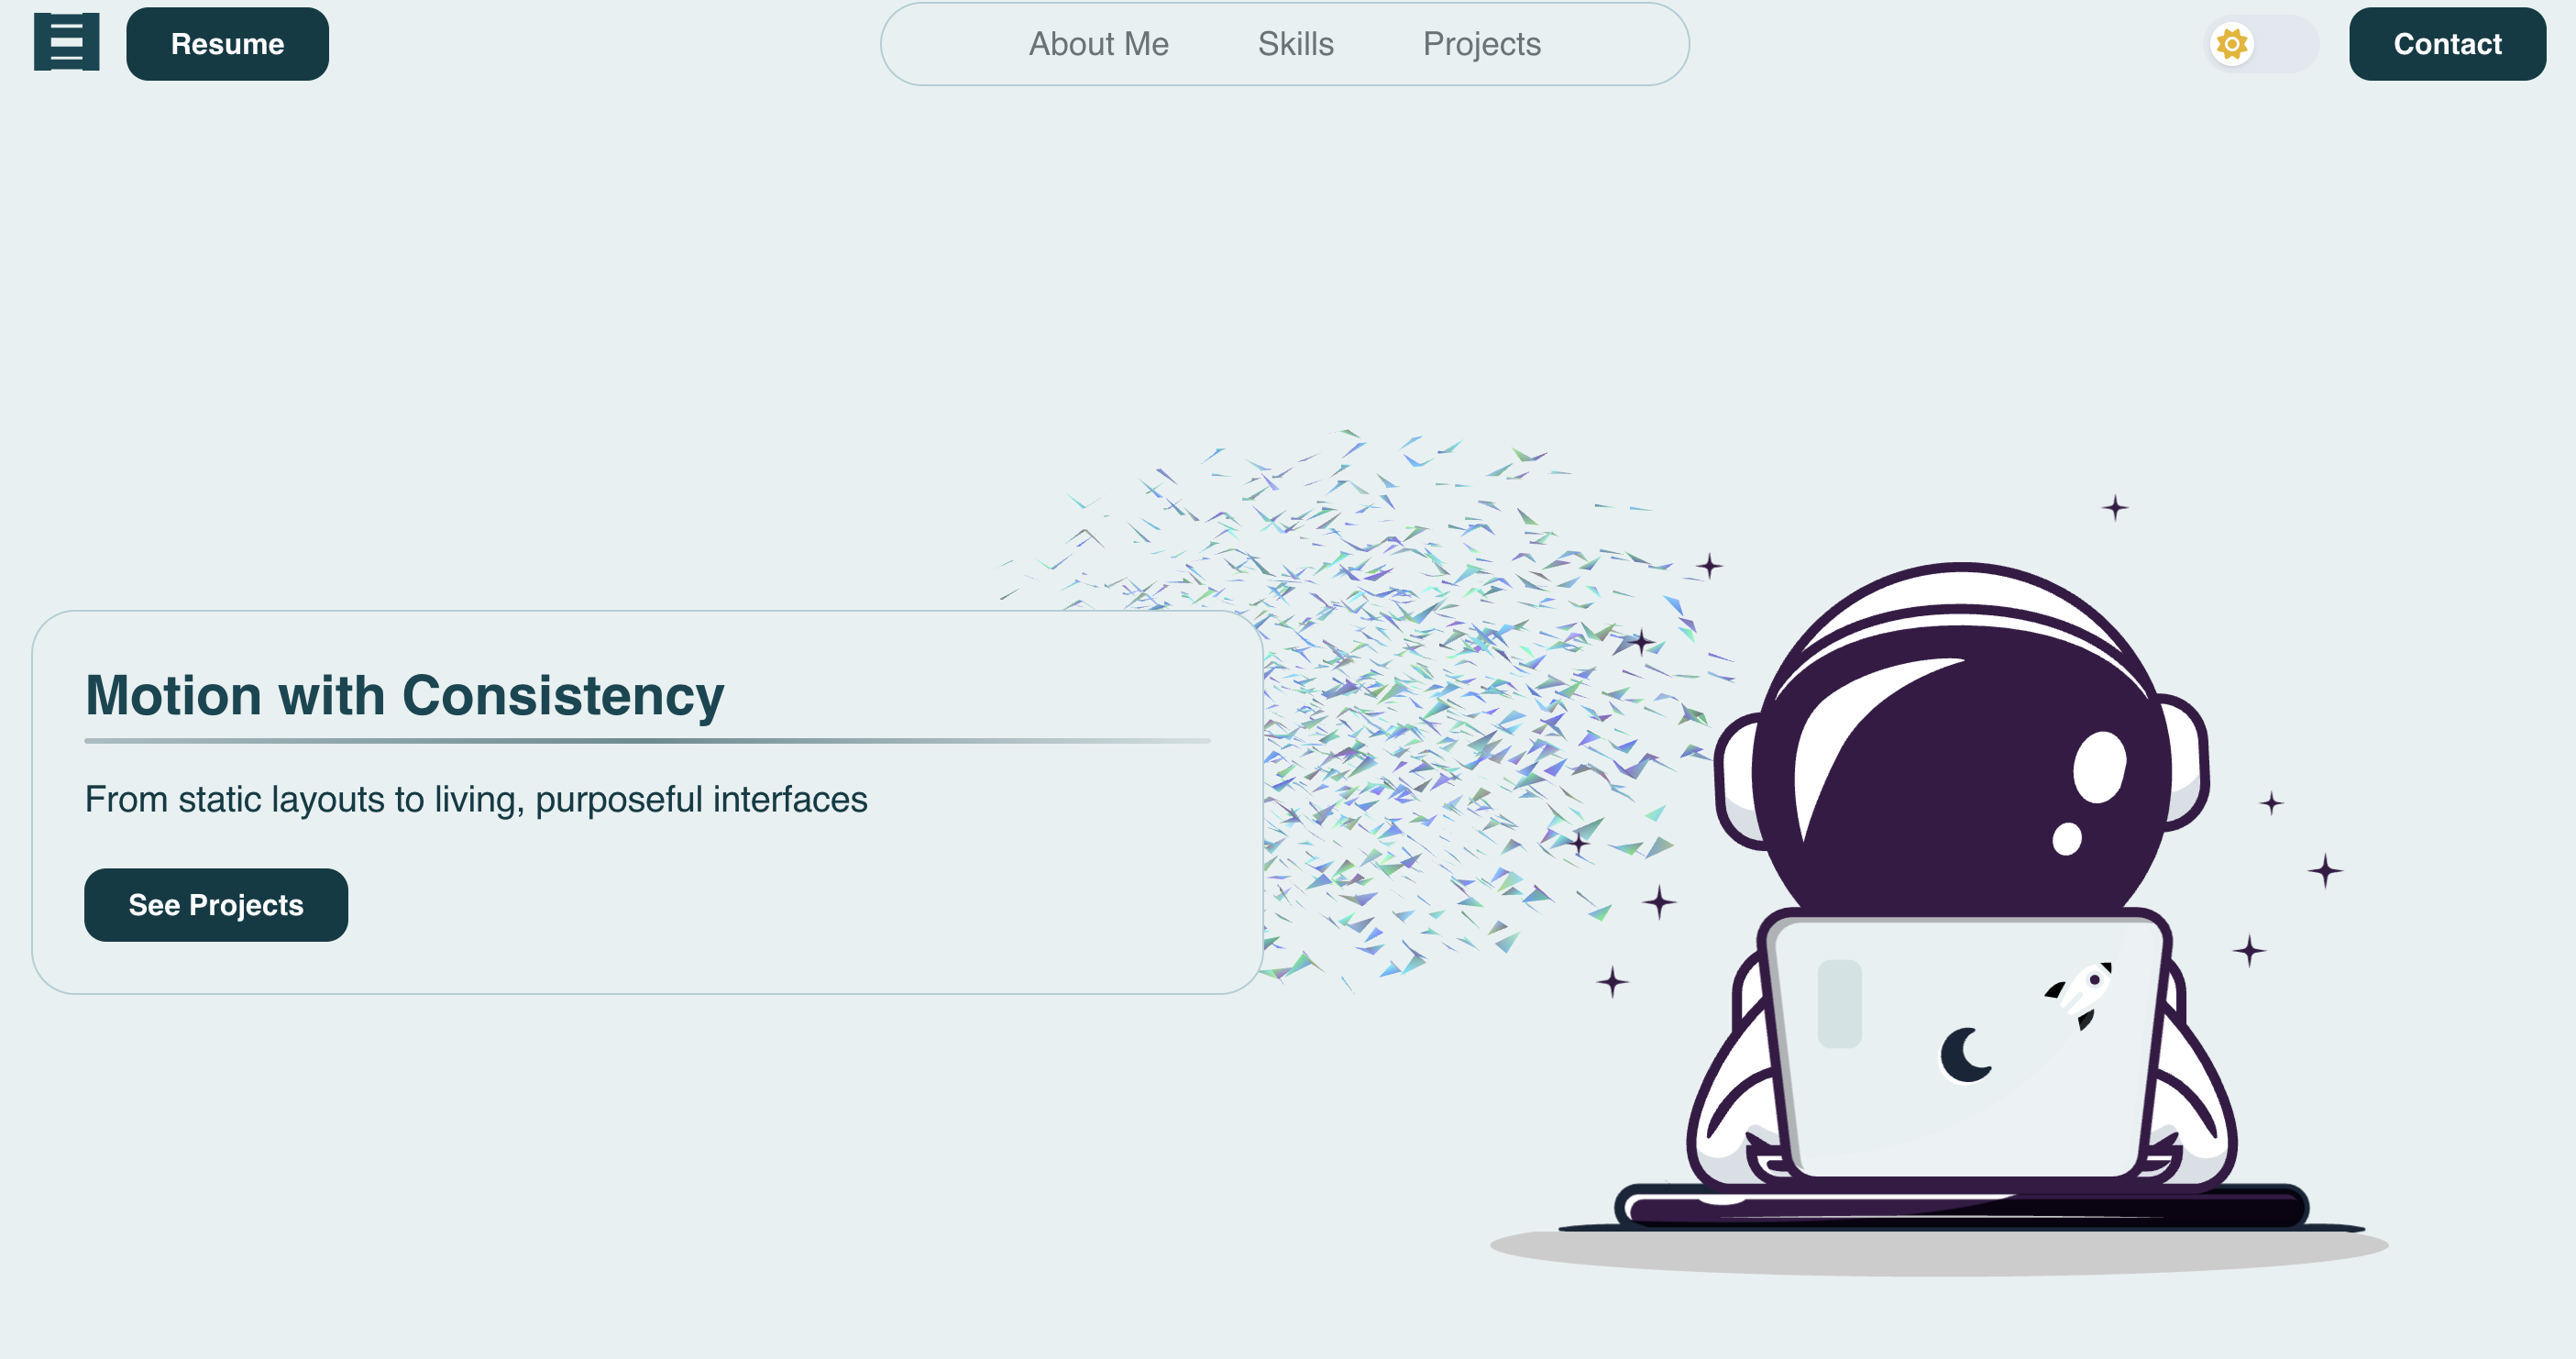 Resume
About Me
Skills
Projects
Contact
Motion with Consistency
From static layouts to living, purposeful interfaces
See Projects